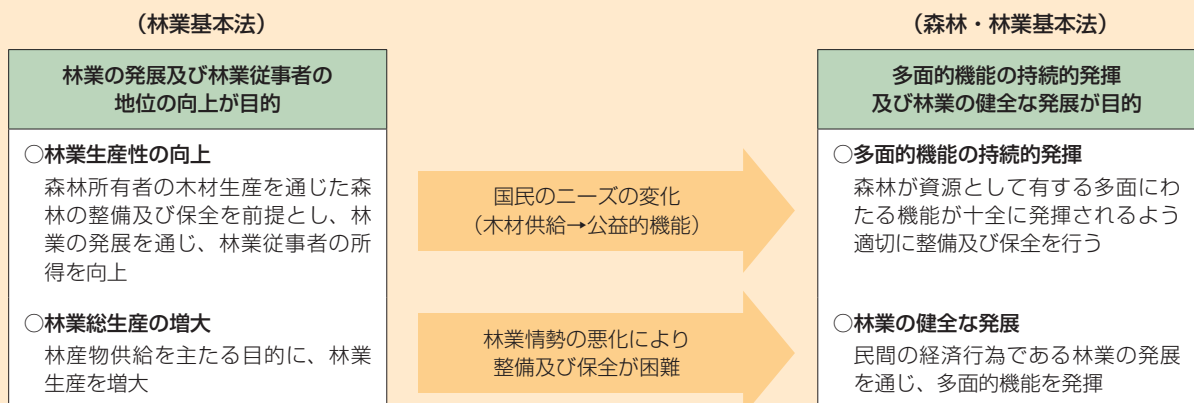 （林業基本法）
林業の発展及び林業従事者の
地位の向上が目的
○林業生産性の向上
森林所有者の木材生産を通じた森
林の整備及び保全を前提とし、林
業の発展を通じ、林業従事者の所
得を向上
○林業総生産の増大
林産物供給を主たる目的に、林業
生産を増大
国民のニーズの変化
（木材供給→公益的機能）
林業情勢の悪化により
整備及び保全が困難
（森林・林業基本法）
多面的機能の持続的発揮
及び林業の健全な発展が目的
○多面的機能の持続的発揮
森林が資源として有する多面にわ
たる機能が十全に発揮されるよう
適切に整備及び保全を行う
○林業の健全な発展
民間の経済行為である林業の発展
を通じ、多面的機能を発揮